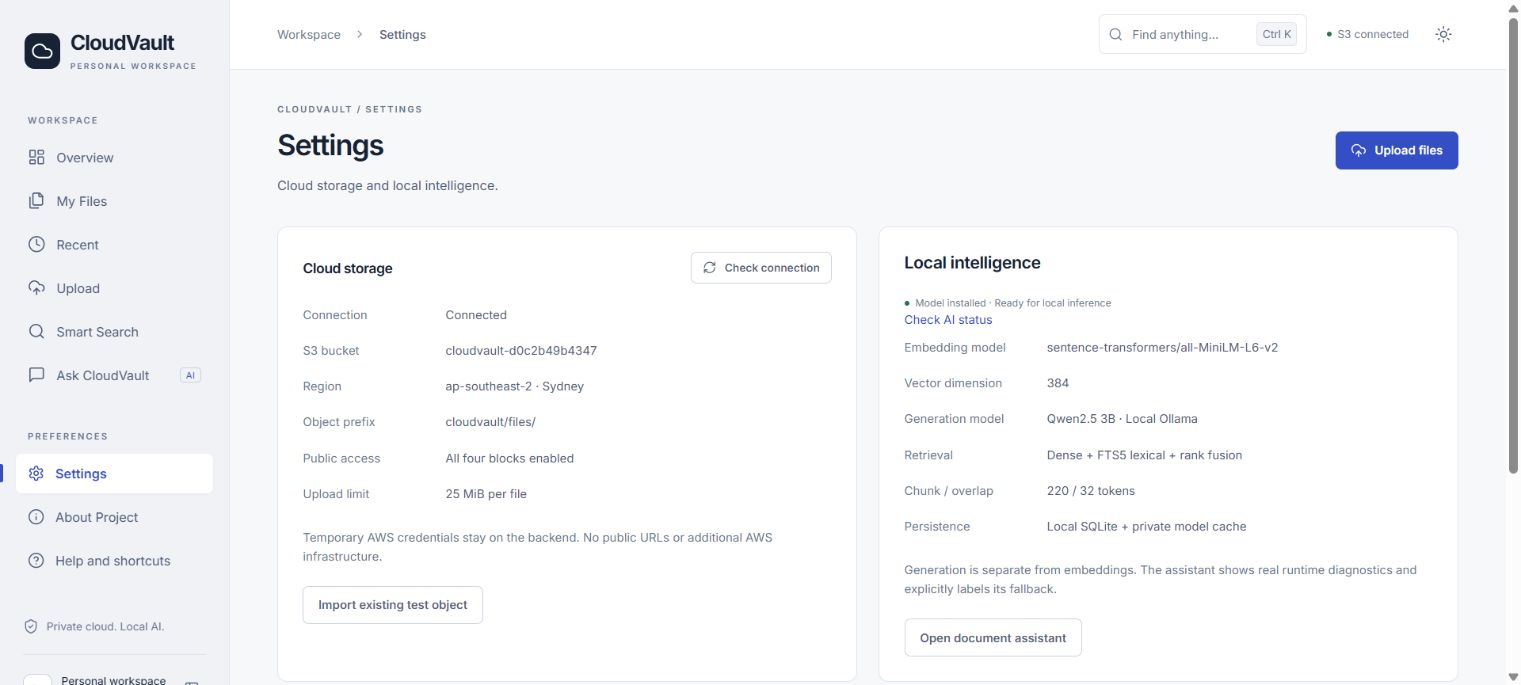 CloudVault
PERSONAL WORKSPACE
WORKSPACE
Overview
My Files
Recent
Upload
Smart Search
Ask CloudVault AI
PREFERENCES
Settings
About Project
Help and shortcuts
Private cloud. Local AI.
Personal workspace
Workspace > Settings
Find anything... Ctrl K
S3 connected
CLOUDVAULT / SETTINGS
Settings
Cloud storage and local intelligence.
Upload files
Cloud storage
Check connection
Connection Connected
S3 bucket cloudvault-d0c2b49b4347
Region ap-southeast-2 · Sydney
Object prefix cloudvault/files/
Public access All four blocks enabled
Upload limit 25 MiB per file
Temporary AWS credentials stay on the backend. No public URLs or additional AWS
infrastructure.
Import existing test object
Local intelligence
Model installed · Ready for local inference
Check AI status
Embedding model sentence-transformers/all-MiniLM-L6-v2
Vector dimension 384
Generation model Qwen2.5 3B · Local Ollama
Retrieval Dense + FTS5 lexical + rank fusion
Chunk / overlap 220 / 32 tokens
Persistence Local SQLite + private model cache
Generation is separate from embeddings. The assistant shows real runtime diagnostics and
explicitly labels its fallback.
Open document assistant